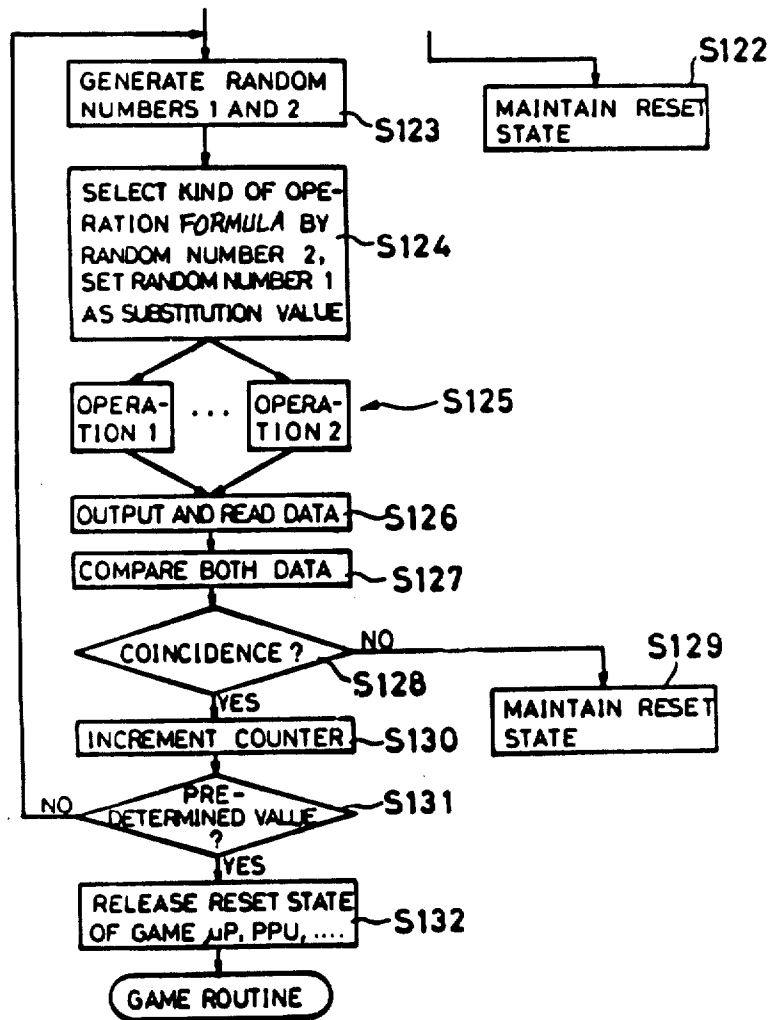 GENERATE RANDOM
NUMBERS 1 AND 2
S123
S122
MAINTAIN RESET
STATE
SELECT KIND OF OPE-
RATION FORMULA BY
RANDOM NUMBER 2,
SET RANDOM NUMBER 1
AS SUBSTITUTION VALUE
S124
OPERA-
TION 1
...
OPERA-
TION 2
S125
OUTPUT AND READ DATA
S126
COMPARE BOTH DATA
S127
COINCIDENCE ?
NO
S128
YES
S129
MAINTAIN RESET
STATE
INCREMENT COUNTER
S130
NO
PRE-
DETERMINED VALUE
?
S131
YES
RELEASE RESET STATE
OF GAME µP, PPU, ....
S132
GAME ROUTINE